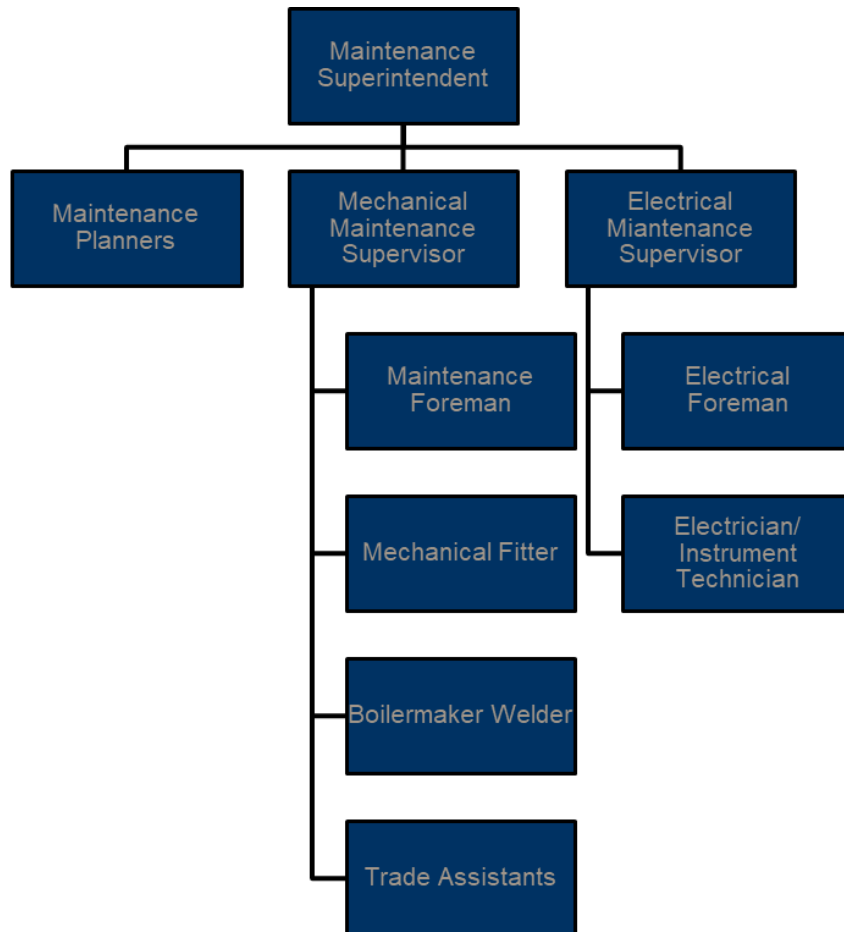 Maintenance
Superintendent
Maintenance
Planners
Mechanical
Maintenance
Supervisor
Electrical
Miantenance
Supervisor
Maintenance
Foreman
Electrical
Foreman
Mechanical Fitter
Electrician/
Instrument
Technician
Boilermaker Welder
Trade Assistants